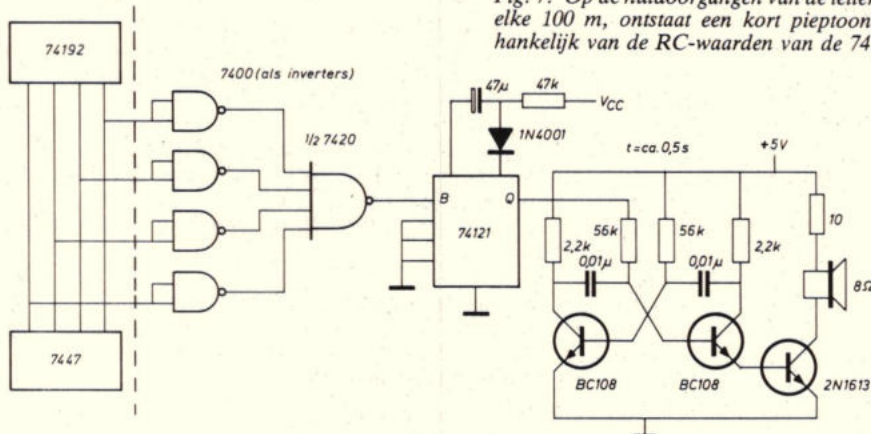 Fig. 7. Op de nuldoorgangen van de teller
elke 100 m, ontstaat een kort pieptoon
hankelijk van de RC-waarden van de 74
74192
7400 (als inverters)
47µ
47k
VCC
1N4001
½ 7420
t=ca. 0,5s
+5V
B
Q
74121
2,2k
56k
56k
2,2k
10
0,01µ
0,01µ
8Ω
7447
BC108
BC108
2N1613